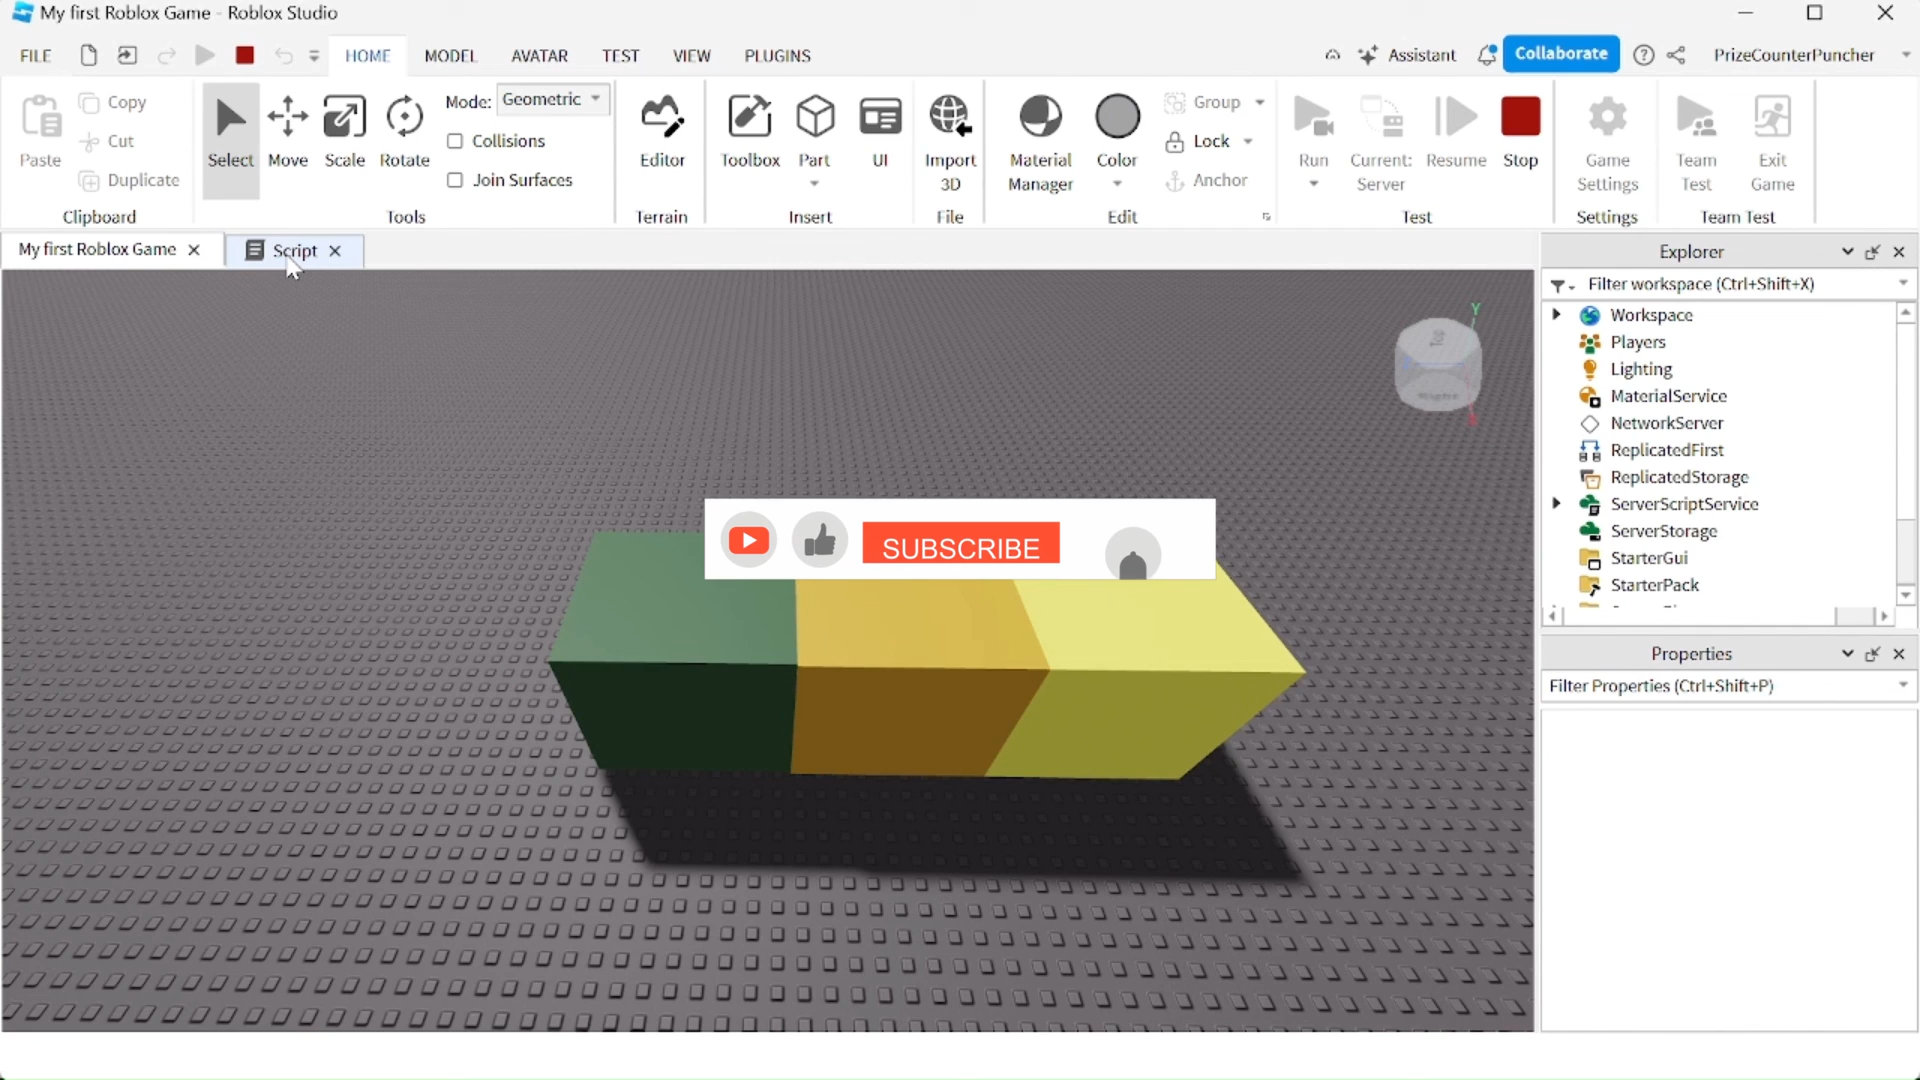 My first Roblox Game - Roblox Studio
FILE
HOME
MODEL
AVATAR
TEST
VIEW
PLUGINS
Assistant
Collaborate
PrizeCounterPuncher
Paste
Copy
Cut
Duplicate
Clipboard
Select
Move
Scale
Rotate
Mode: Geometric
Collisions
Join Surfaces
Tools
Editor
Terrain
Toolbox
Part
UI
Insert
Import
3D
File
Material
Manager
Color
Group
Lock
Anchor
Edit
Run
Current:
Server
Resume
Stop
Test
Game
Settings
Settings
Team
Test
Exit
Game
Team Test
My first Roblox Game
Script
Y
Top
SUBSCRIBE
Explorer
Filter workspace (Ctrl+Shift+X)
Workspace
Players
Lighting
MaterialService
NetworkServer
ReplicatedFirst
ReplicatedStorage
ServerScriptService
ServerStorage
StarterGui
StarterPack
Properties
Filter Properties (Ctrl+Shift+P)